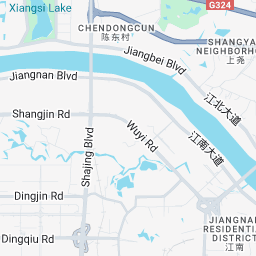 Xiangsi Lake
G324
CHENDONGCUN
陈东村
SHANGYA
NEIGHBORHO
上尧
Jiangbei Blvd
Jiangnan Blvd
江北大道
Shangjin Rd
Wuyi Rd
江南大道
Shajing Blvd
Dingjin Rd
Dingqiu Rd
JIANGNAN
RESIDENTIAL
DISTRICT
江南